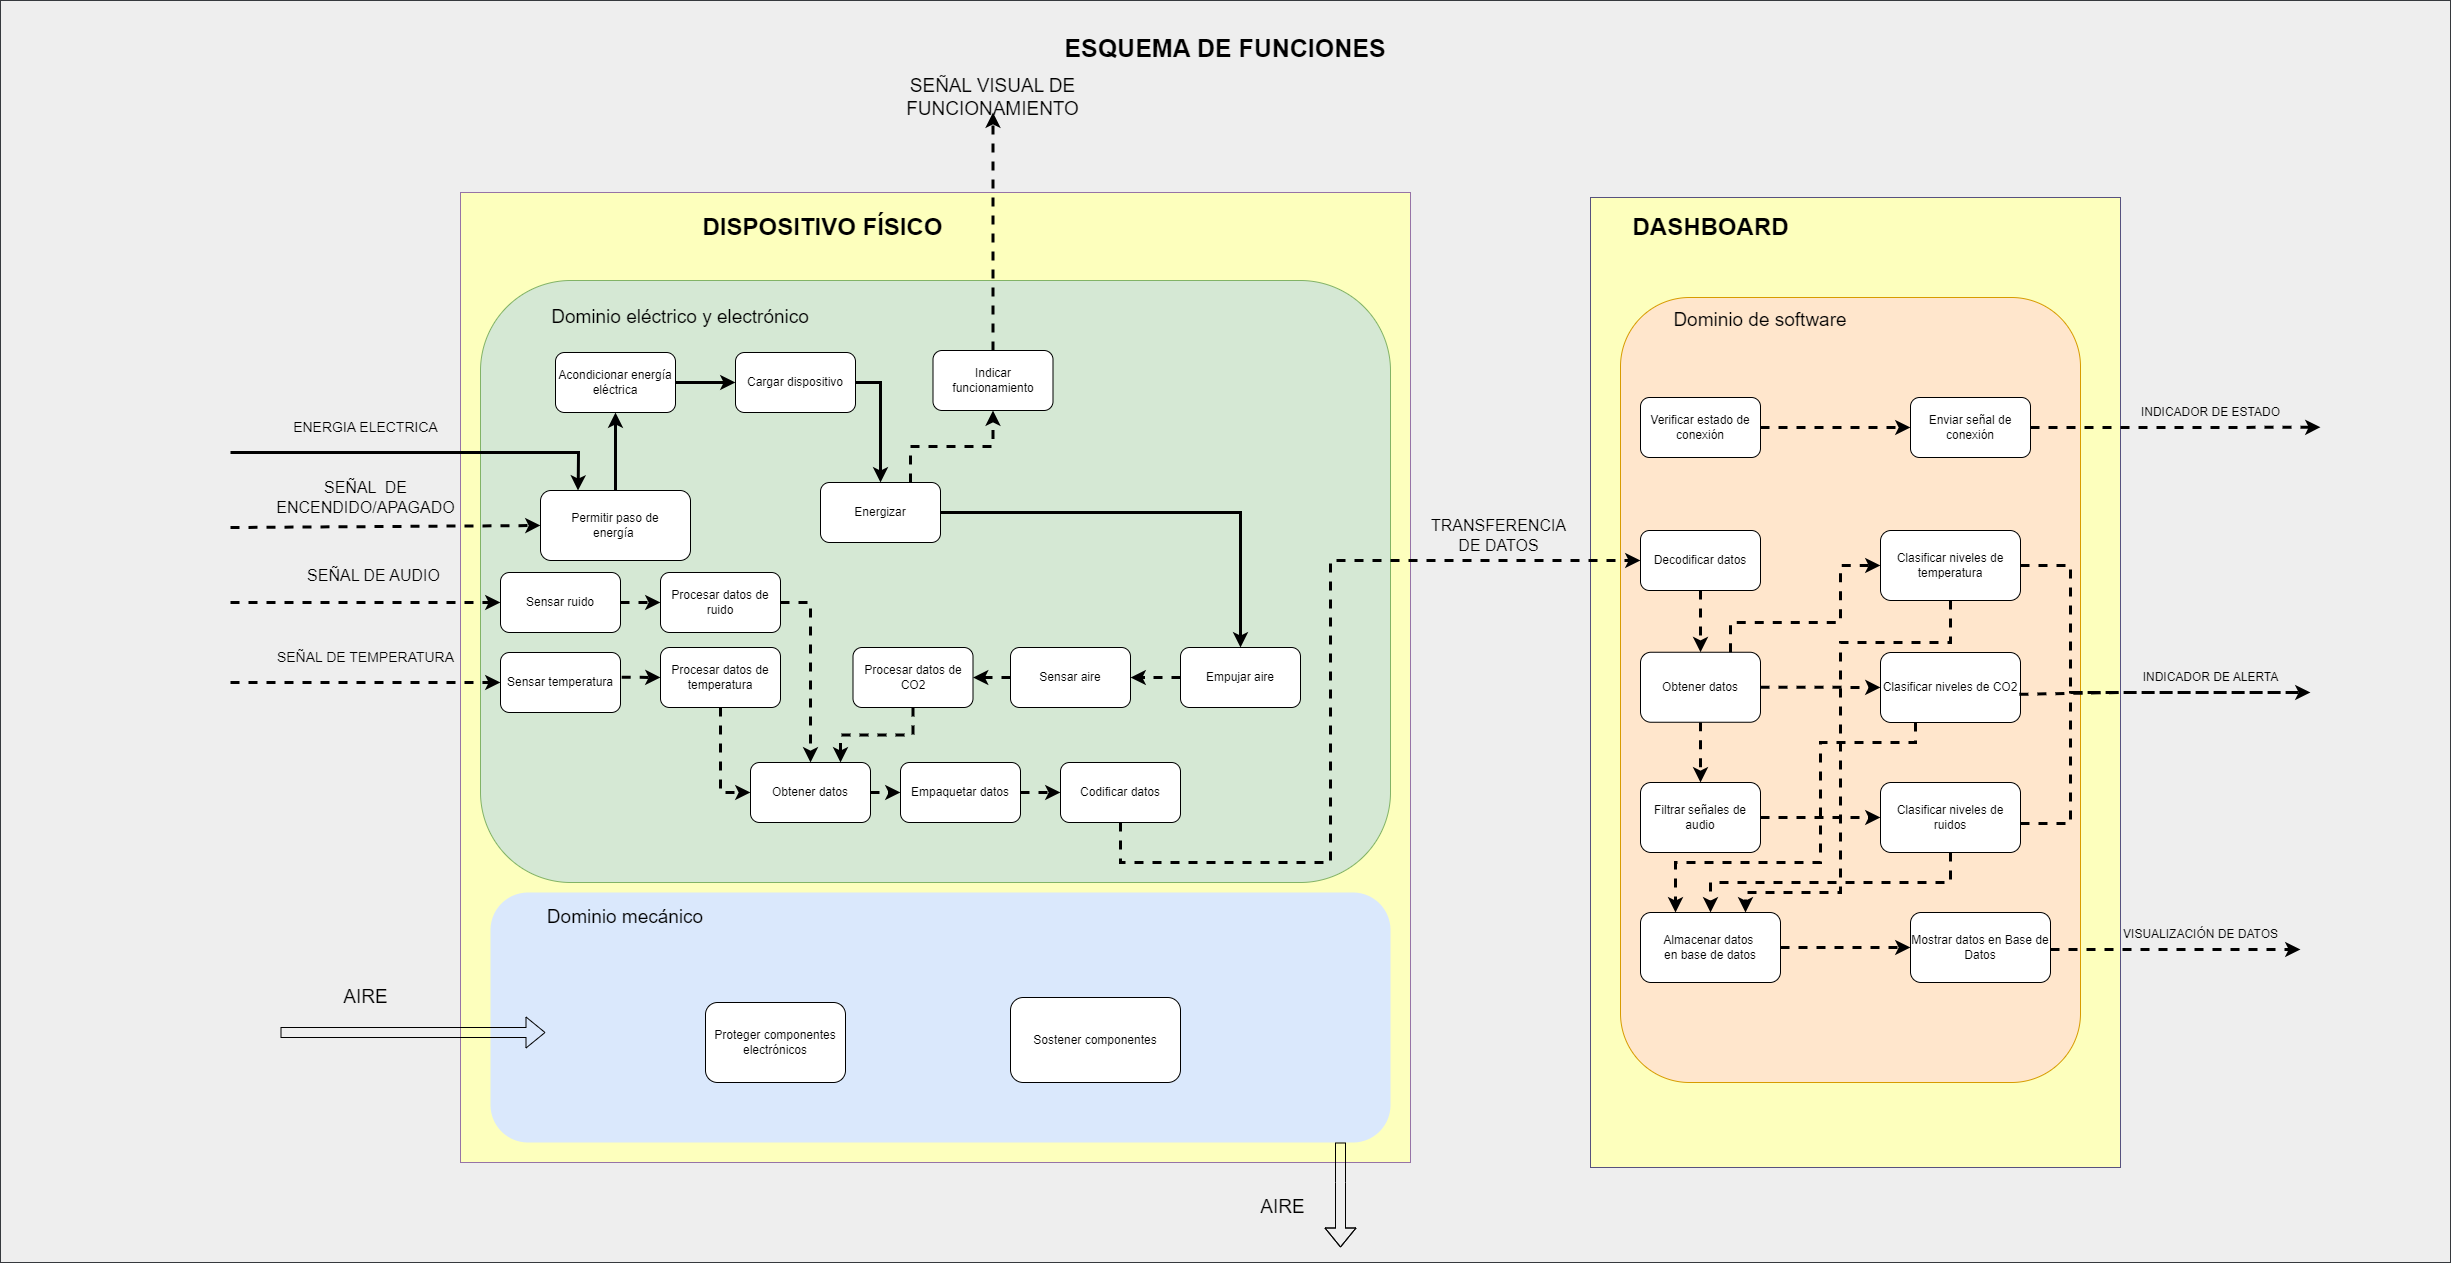 ESQUEMA DE FUNCIONES
SEÑAL VISUAL DE
FUNCIONAMIENTO
DISPOSITIVO FÍSICO
Dominio eléctrico y electrónico
Acondicionar energía
eléctrica
Cargar dispositivo
Indicar
funcionamiento
ENERGIA ELECTRICA
SEÑAL DE
ENCENDIDO/APAGADO
Permitir paso de
energía
Energizar
SEÑAL DE AUDIO
Sensar ruido
Procesar datos de
ruido
SEÑAL DE TEMPERATURA
Sensar temperatura
Procesar datos de
temperatura
Procesar datos de
CO2
Sensar aire
Empujar aire
Obtener datos
Empaquetar datos
Codificar datos
Dominio mecánico
AIRE
Proteger componentes
electrónicos
Sostener componentes
AIRE
TRANSFERENCIA
DE DATOS
DASHBOARD
Dominio de software
Verificar estado de
conexión
Enviar señal de
conexión
INDICADOR DE ESTADO
Decodificar datos
Clasificar niveles de
temperatura
Obtener datos
Clasificar niveles de CO2
INDICADOR DE ALERTA
Filtrar señales de
audio
Clasificar niveles de
ruidos
Almacenar datos
en base de datos
Mostrar datos en Base de
Datos
VISUALIZACIÓN DE DATOS